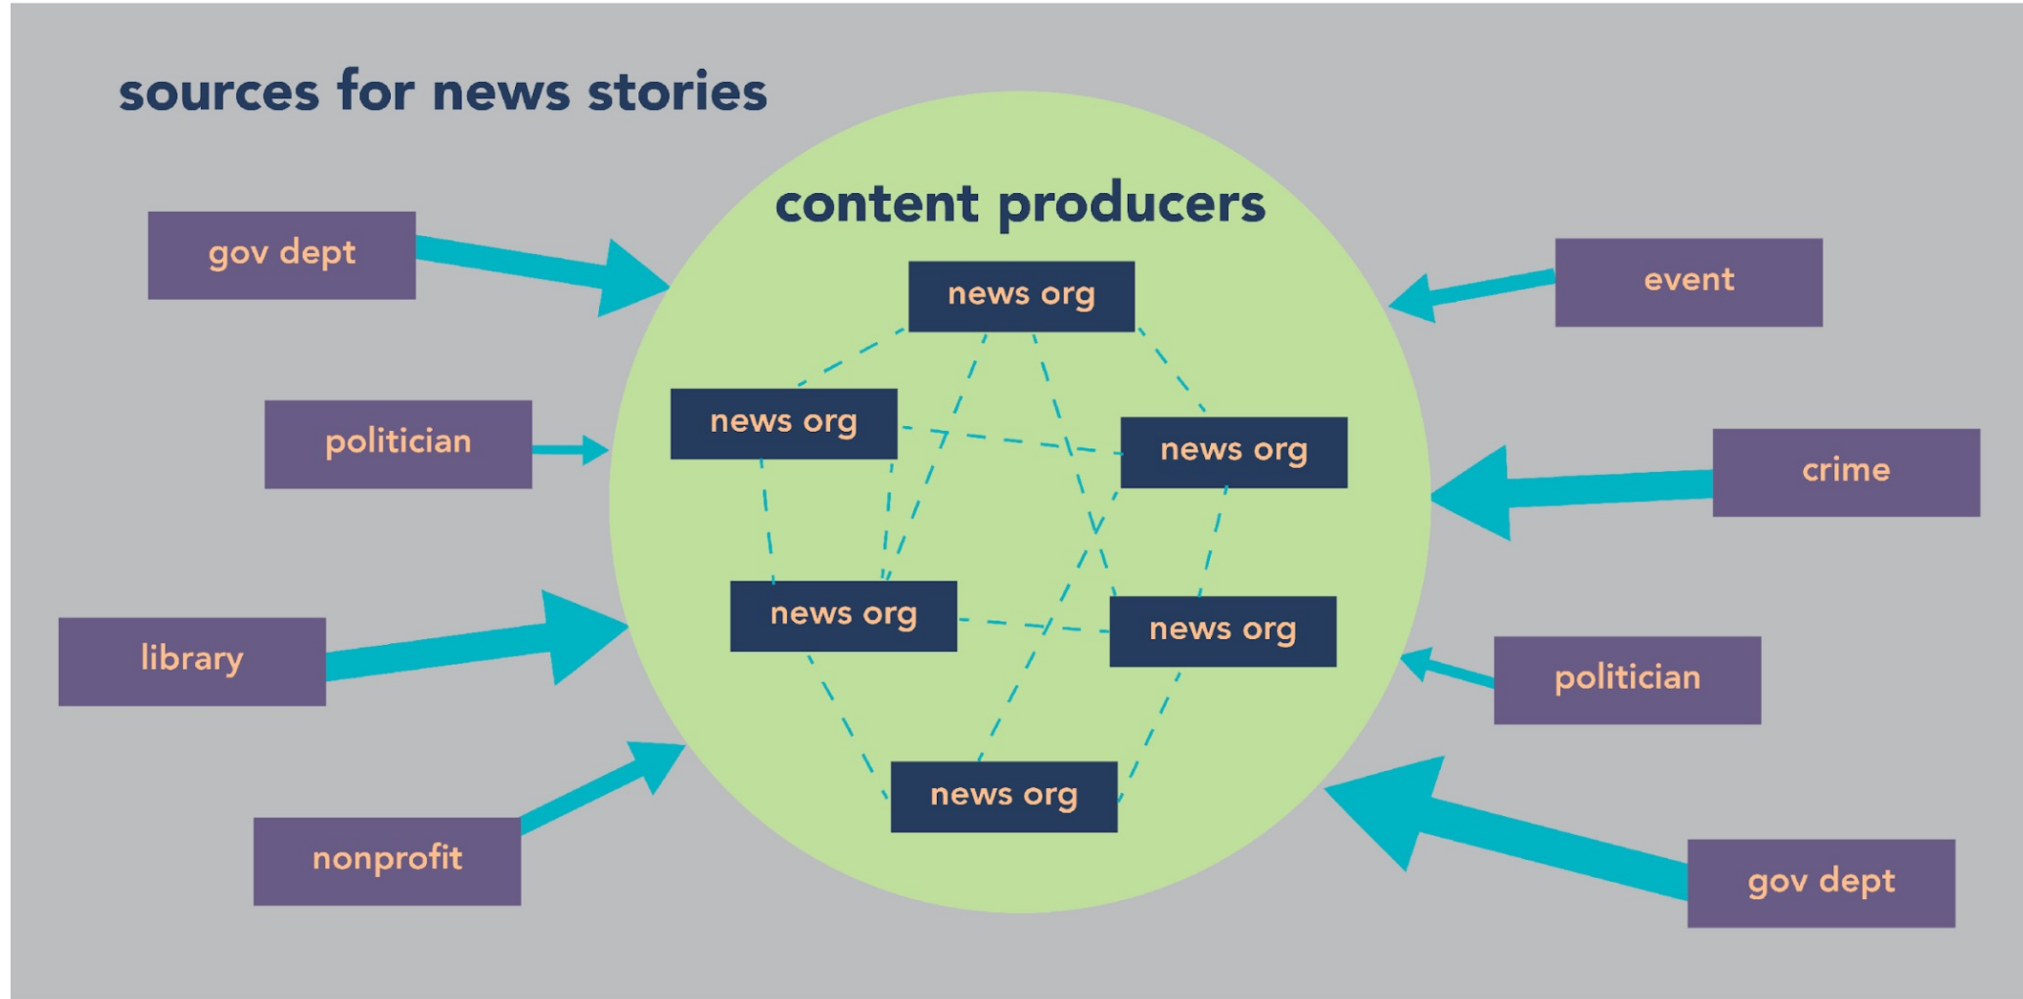 sources for news stories
content producers
gov dept
event
news org
politician
news org
news org
crime
library
news org
news org
politician
nonprofit
news org
gov dept